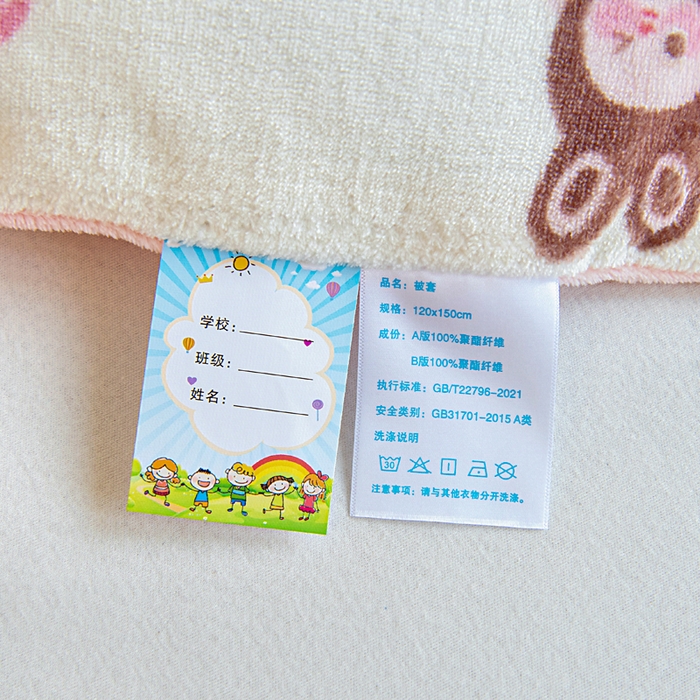 学校：
班级：
姓名：
品名：被套
规格：120x150cm
成份：A版100%聚酯纤维
B版100%聚酯纤维
执行标准：GB/T22796-2021
安全类别：GB31701-2015 A类
洗涤说明
30
注意事项：请与其他衣物分开洗涤。